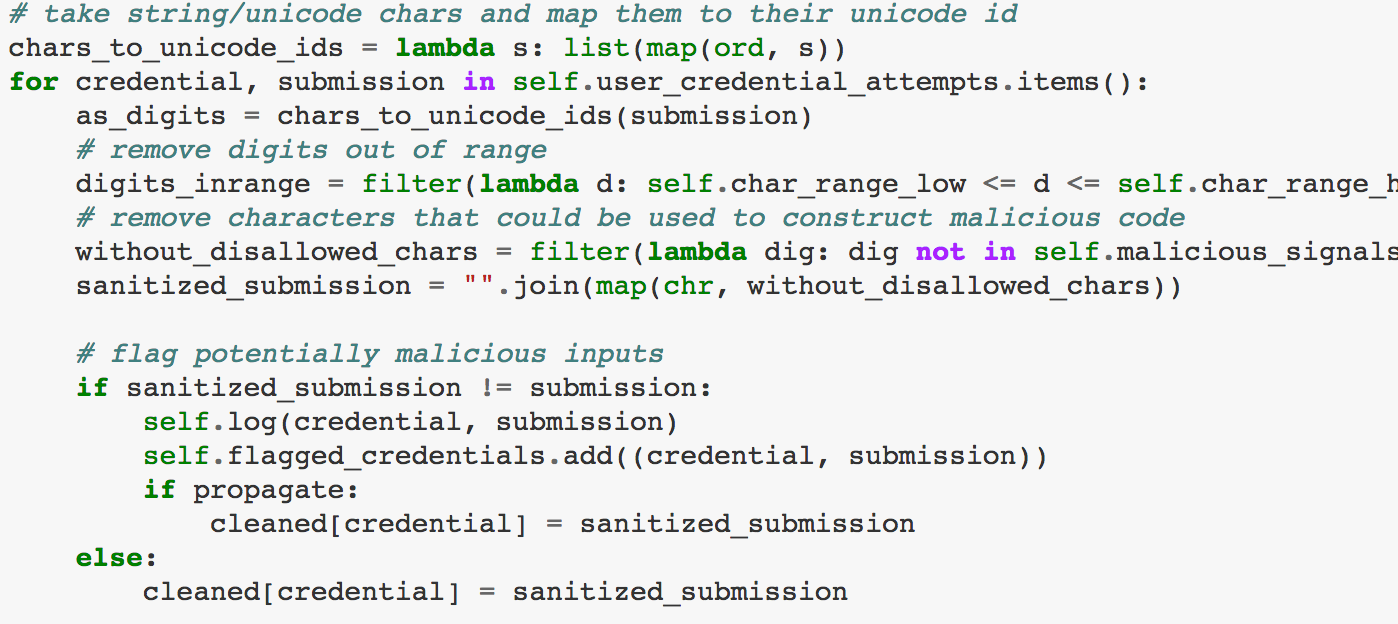 # take string/unicode chars and map them to their unicode id
chars_to_unicode_ids = lambda s: list(map(ord, s))
for credential, submission in self.user_credential_attempts.items():
    as_digits = chars_to_unicode_ids(submission)
    # remove digits out of range
    digits_inrange = filter(lambda d: self.char_range_low <= d <= self.char_range_h
    # remove characters that could be used to construct malicious code
    without_disallowed_chars = filter(lambda dig: dig not in self.malicious_signals
    sanitized_submission = "".join(map(chr, without_disallowed_chars))

    # flag potentially malicious inputs
    if sanitized_submission != submission:
        self.log(credential, submission)
        self.flagged_credentials.add((credential, submission))
        if propagate:
            cleaned[credential] = sanitized_submission
    else:
        cleaned[credential] = sanitized_submission